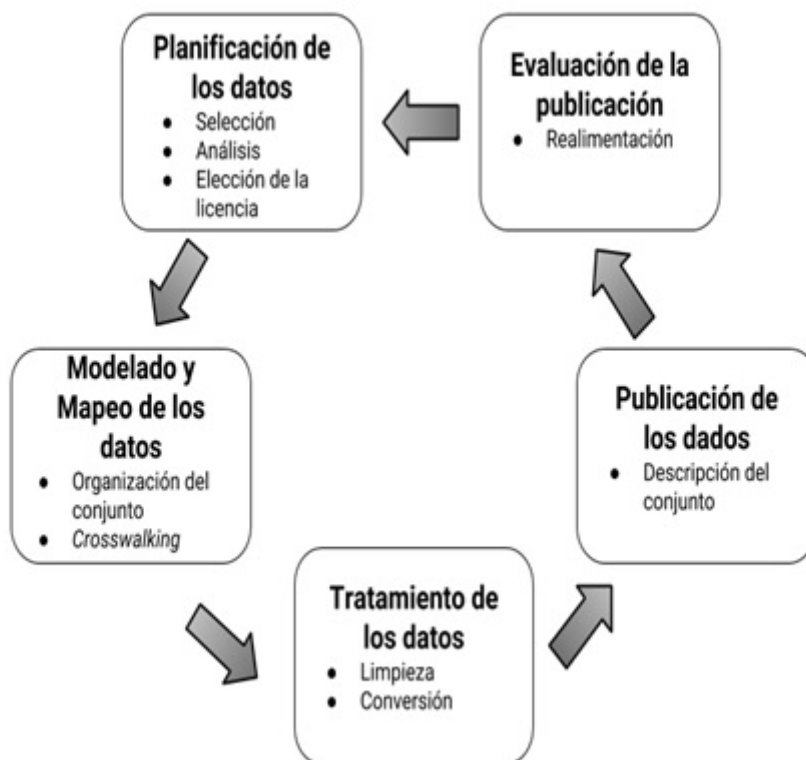 Planificación de
los datos
● Selección
● Análisis
● Elección de la
licencia
Evaluación de la
publicación
● Realimentación
Modelado y
Mapeo de los
datos
● Organización del
conjunto
● Crosswalking
Publicación de
los dados
● Descripción del
conjunto
Tratamiento de
los datos
● Limpieza
● Conversión